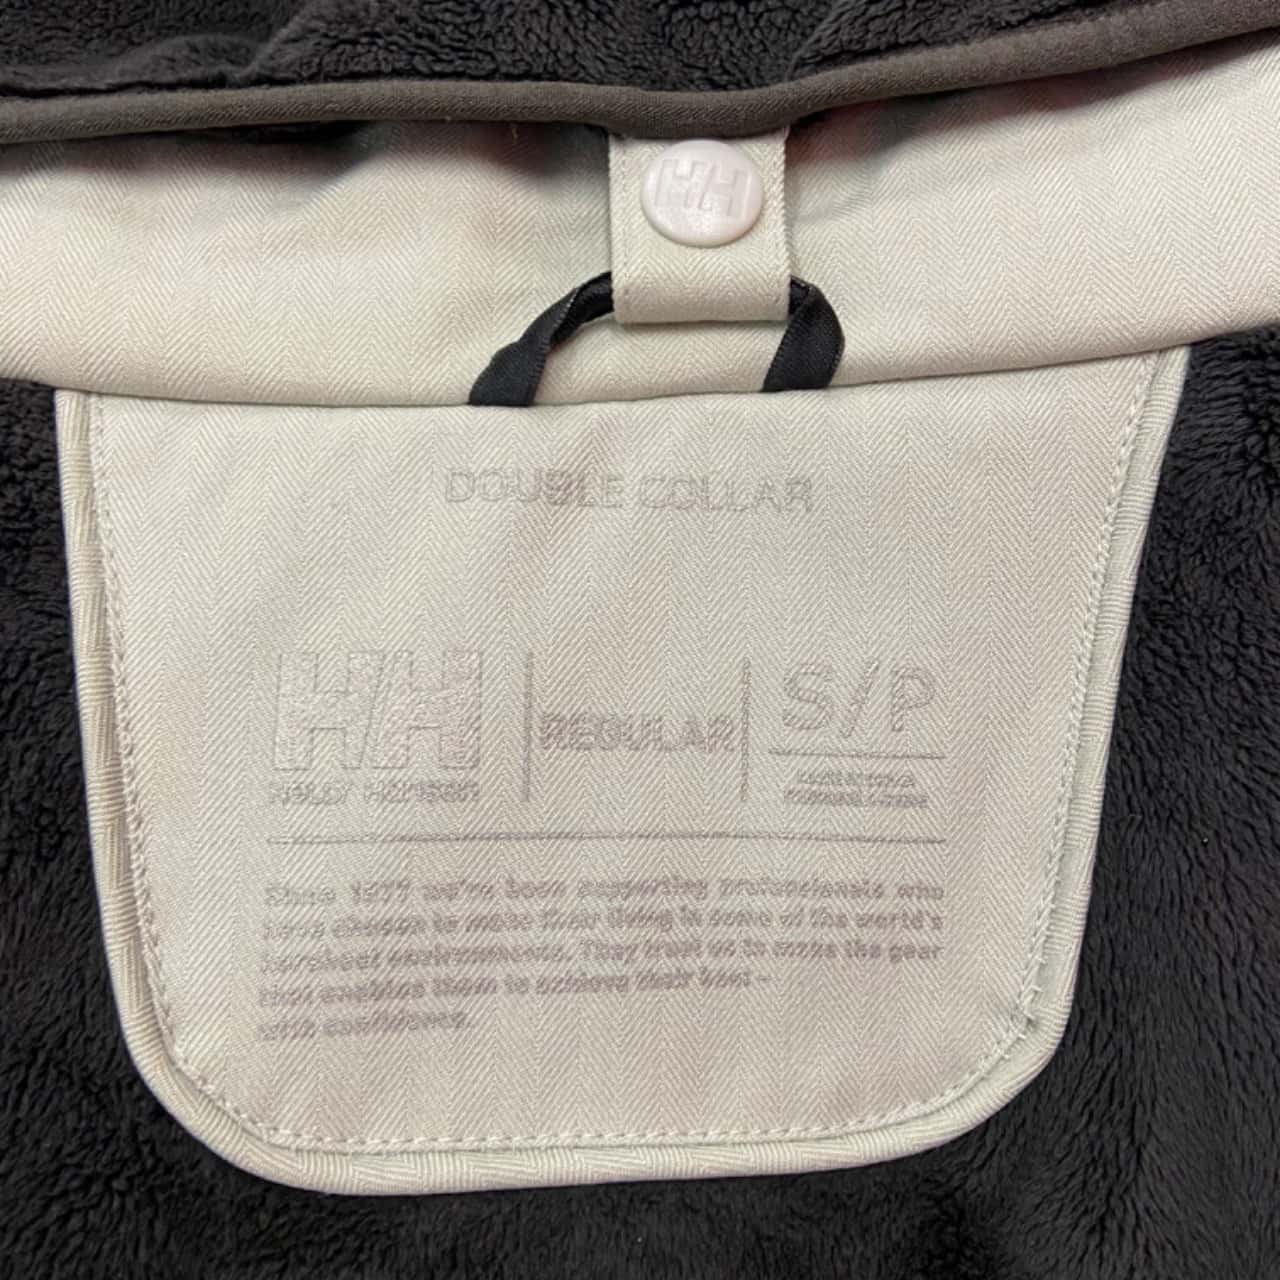 HH
DOUBLE COLLAR
HH
HELLY HANSEN
REGULAR
S/P
Since 1877 we're been supporting professionals who
have chosen to make their living in some of the world's
harshest environments. They trust us to make the gear
that enables them to achieve their best -
with confidence.